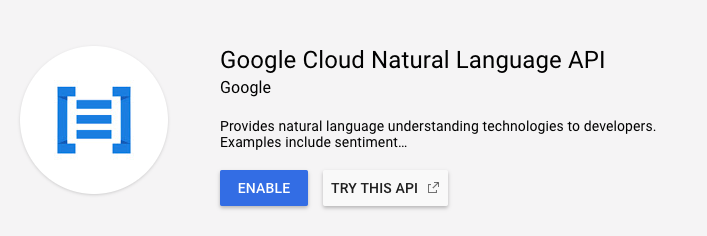 Google Cloud Natural Language API
Google
Provides natural language understanding technologies to developers.
Examples include sentiment...
ENABLE
TRY THIS API